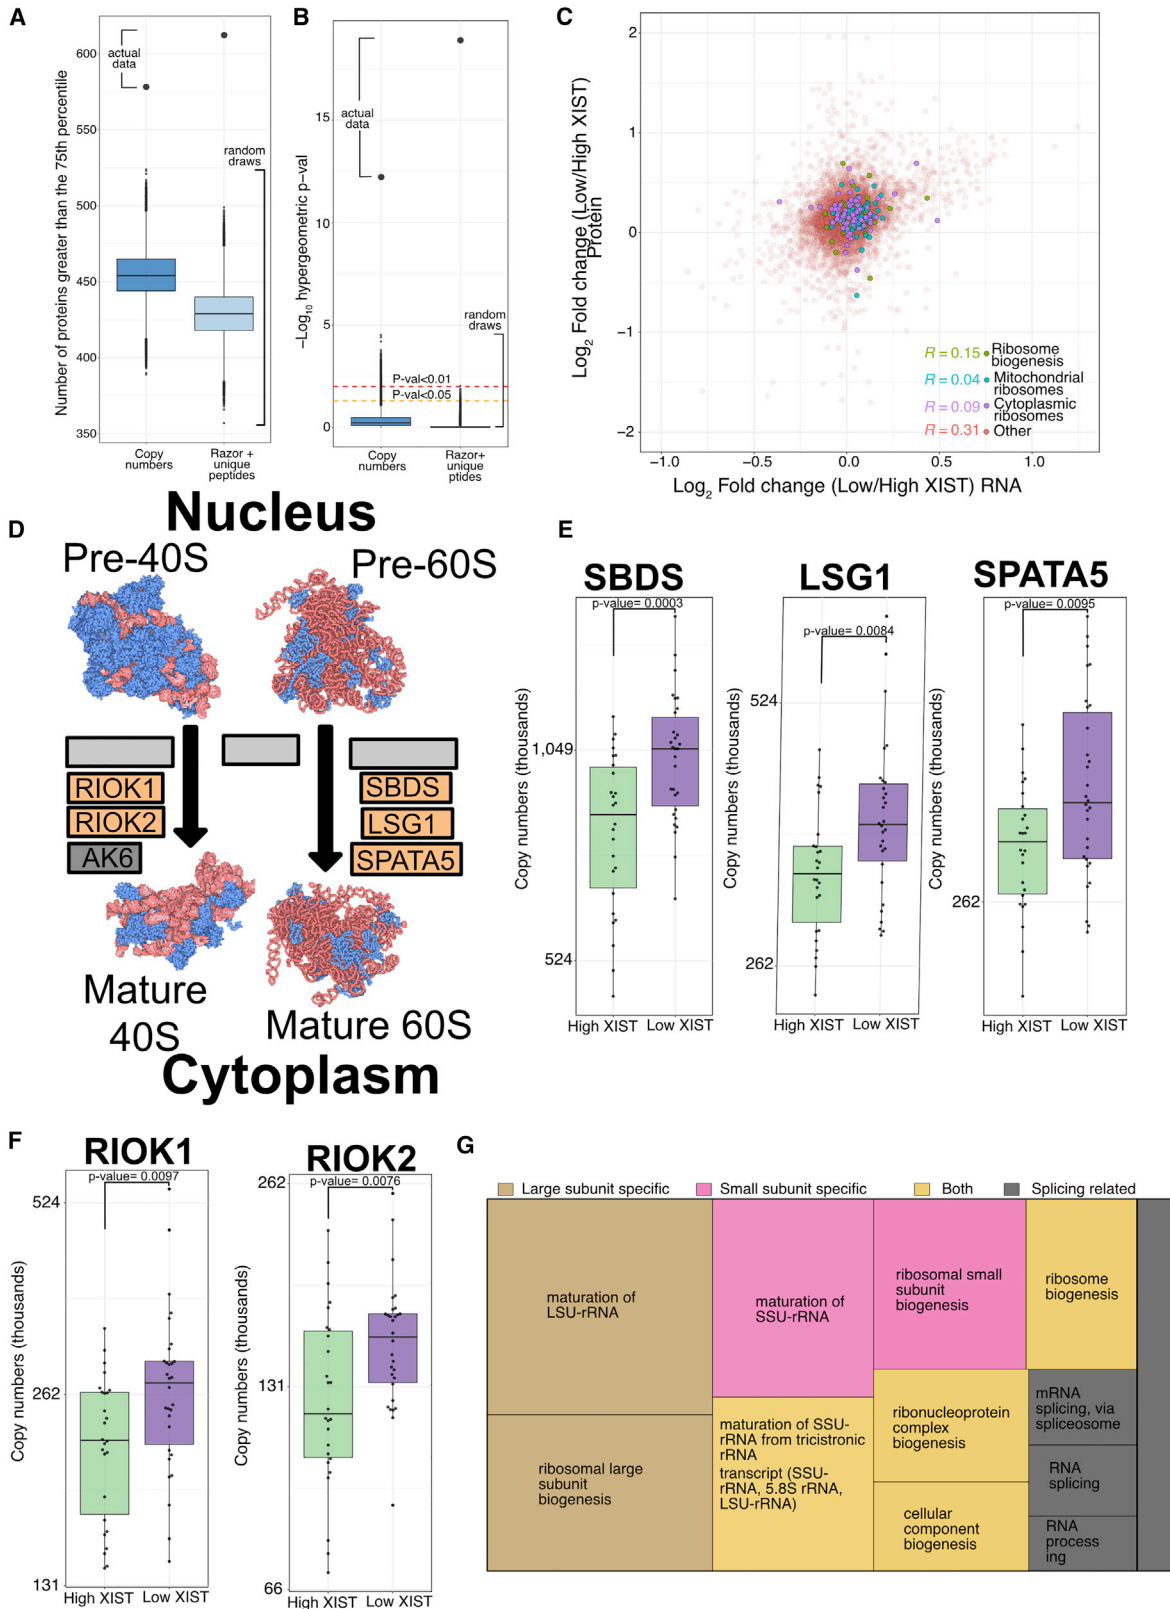 A
Number of proteins greater than the 75th percentile
600
550
500
450
400
350
actual
data
random
draws
Copy
numbers
Razor +
unique
peptides
B
−Log10 hypergeometric p−val
15
10
5
0
actual
data
random
draws
P-val<0.01
P-val<0.05
Copy
numbers
Razor+
unique
ptides
C
Log2 Fold change (Low/High XIST)
Protein
2
1
0
−1
−2
R = 0.15 Ribosome
biogenesis
R = 0.04 Mitochondrial
ribosomes
R = 0.09 Cytoplasmic
ribosomes
R = 0.31 Other
−1.0 −0.5 0.0 0.5 1.0
Log2 Fold change (Low/High XIST) RNA
D
Nucleus
Pre-40S
Pre-60S
RIOK1
RIOK2
AK6
SBDS
LSG1
SPATA5
Mature
40S
Mature 60S
Cytoplasm
E
SBDS
p-value= 0.0003
Copy numbers (thousands)
1,049
524
High XIST Low XIST
LSG1
p-value= 0.0084
Copy numbers (thousands)
524
262
High XIST Low XIST
SPATA5
p-value= 0.0095
Copy numbers (thousands)
262
High XIST Low XIST
F
RIOK1
p-value= 0.0097
Copy numbers (thousands)
524
262
131
High XIST Low XIST
RIOK2
p-value= 0.0076
Copy numbers (thousands)
262
131
66
High XIST Low XIST
G
Large subunit specific Small subunit specific Both Splicing related
maturation of
LSU-rRNA
ribosomal large
subunit
biogenesis
maturation of
SSU-rRNA
maturation of SSU-
rRNA from tricistronic
rRNA
transcript (SSU-
rRNA, 5.8S rRNA,
LSU-rRNA)
ribosomal small
subunit
biogenesis
ribosome
biogenesis
ribonucleoprotein
complex
biogenesis
cellular
component
biogenesis
mRNA
splicing, via
spliceosome
RNA
splicing
RNA
process
ing